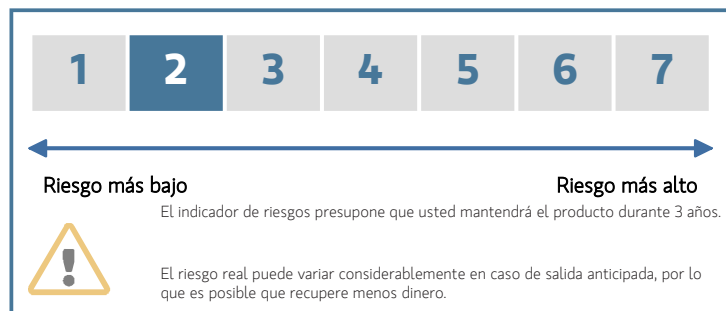 1 2 3 4 5 6 7
Riesgo más bajo Riesgo más alto
El indicador de riesgos presupone que usted mantendrá el producto durante 3 años.
El riesgo real puede variar considerablemente en caso de salida anticipada, por lo
que es posible que recupere menos dinero.